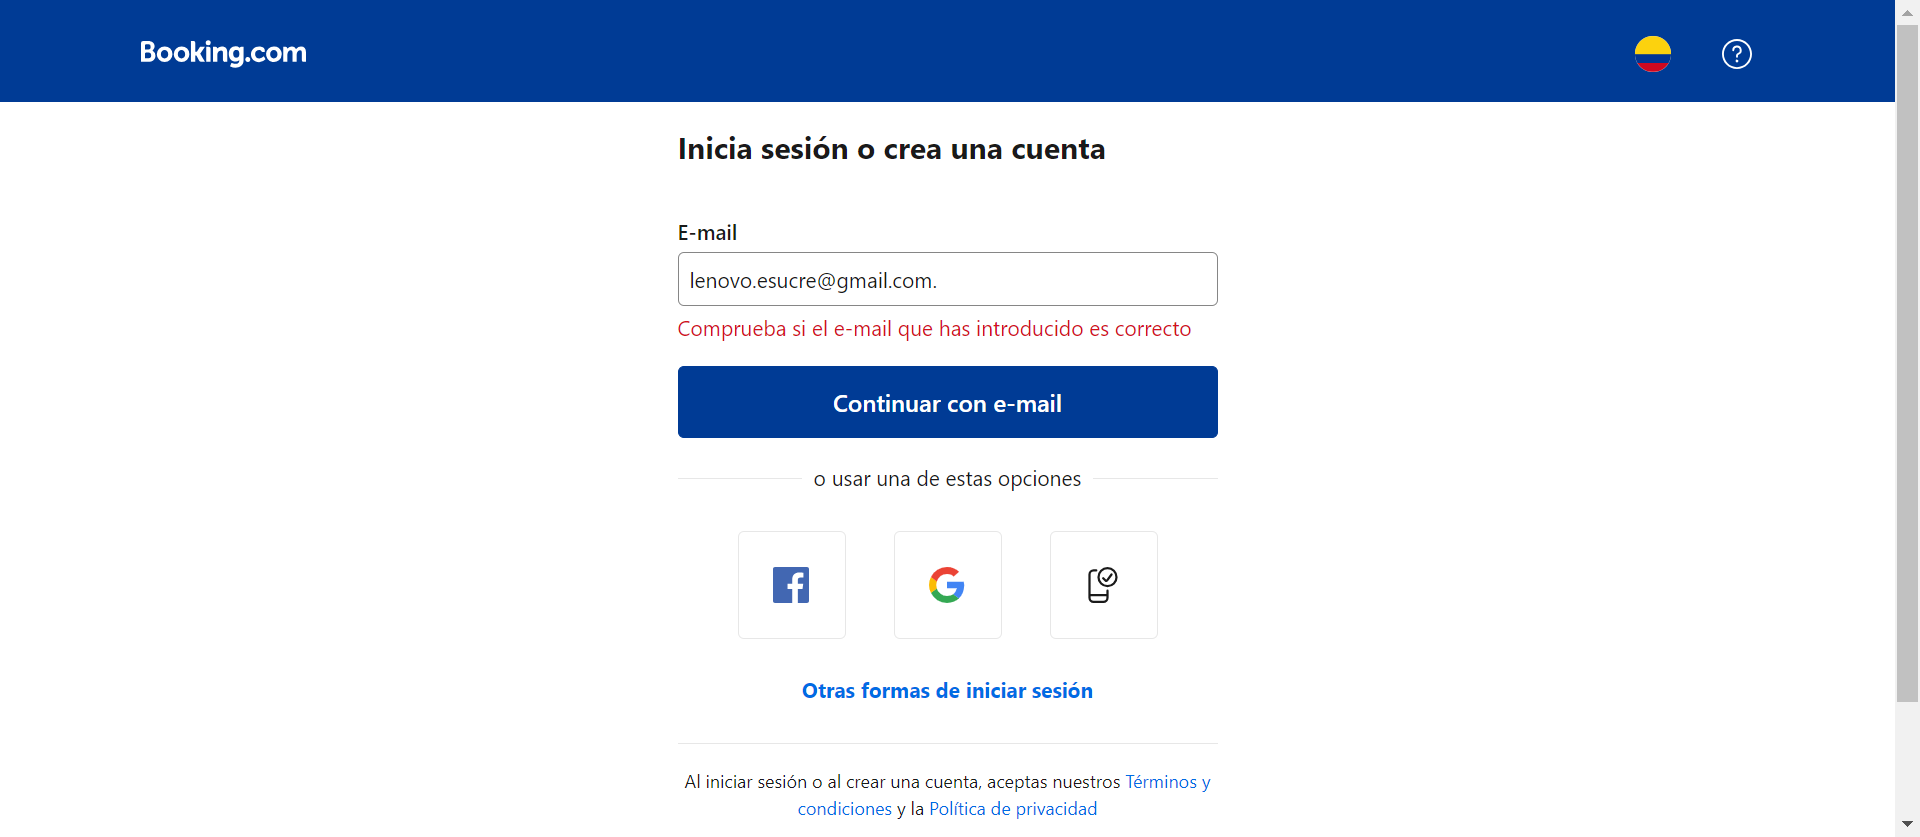 Booking.com
?
Inicia sesión o crea una cuenta
E-mail
lenovo.esucre@gmail.com.
Comprueba si el e-mail que has introducido es correcto
Continuar con e-mail
o usar una de estas opciones
Otras formas de iniciar sesión
Al iniciar sesión o al crear una cuenta, aceptas nuestros Términos y
condiciones y la Política de privacidad